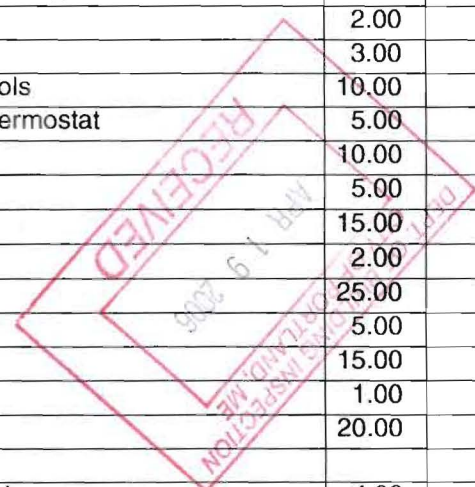 2.00
3.00
ols 10.00
ermostat 5.00
10.00
5.00
15.00
2.00
25.00
5.00
15.00
1.00
20.00
RECEIVED
APR 19 2006
DEPT. OF BUILDING INSPECTION
CITY OF PORTLAND, ME